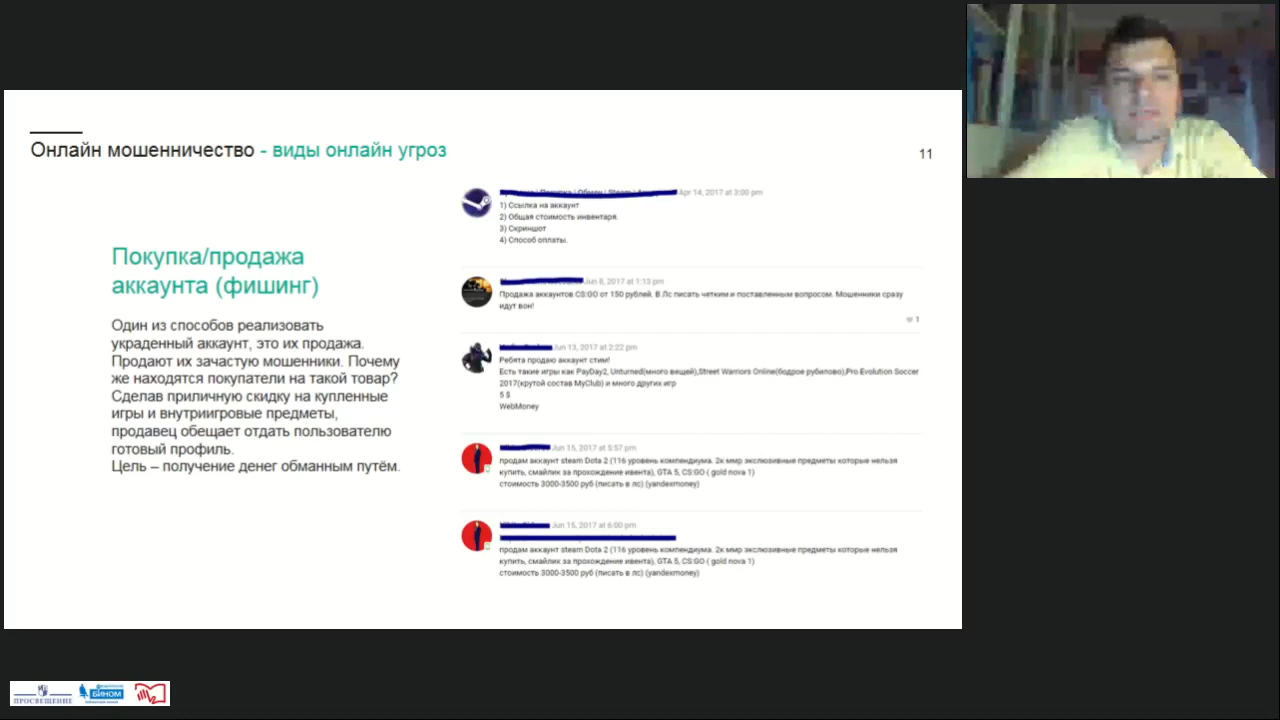 Онлайн мошенничество - виды онлайн угроз
11
Покупка/продажа
аккаунта (фишинг)
Один из способов реализовать
украденный аккаунт, это их продажа.
Продают их зачастую мошенники. Почему
же находятся покупатели на такой товар?
Сделав приличную скидку на купленные
игры и внутриигровые предметы,
продавец обещает отдать пользователю
готовый профиль.
Цель – получение денег обманным путём.
Apr 14, 2017 at 3:00 pm
1) Ссылка на аккаунт
2) Общая стоимость инвентаря.
3) Скриншот
4) Способ оплаты.
Jun 8, 2017 at 1:13 pm
Продажа аккаунтов CS:GO от 150 рублей. В Лс писать четким и поставленным вопросом. Мошенники сразу
идут вон!
1
Jun 13, 2017 at 2:22 pm
Ребята продаю аккаунт стим!
Есть такие игры как PayDay2, Unturned(много вещей),Street Warriors Online(бодрое рубилово),Pro Evolution Soccer
2017(крутой состав MyClub) и много других игр
5 $
WebMoney
Jun 15, 2017 at 5:57 pm
продам аккаунт steam Dota 2 (116 уровень компендиума. 2к ммр эксклюзивные предметы которые нельзя
купить, смайлик за прохождение ивента), GTA 5, CS:GO ( gold nova 1)
стоимость 3000-3500 руб (писать в лс) (yandexmoney)
Jun 15, 2017 at 6:00 pm
продам аккаунт steam Dota 2 (116 уровень компендиума. 2к ммр эксклюзивные предметы которые нельзя
купить, смайлик за прохождение ивента), GTA 5, CS:GO ( gold nova 1)
стоимость 3000-3500 руб (писать в лс) (yandexmoney)
ПРОСВЕЩЕНИЕ
БИНОМ